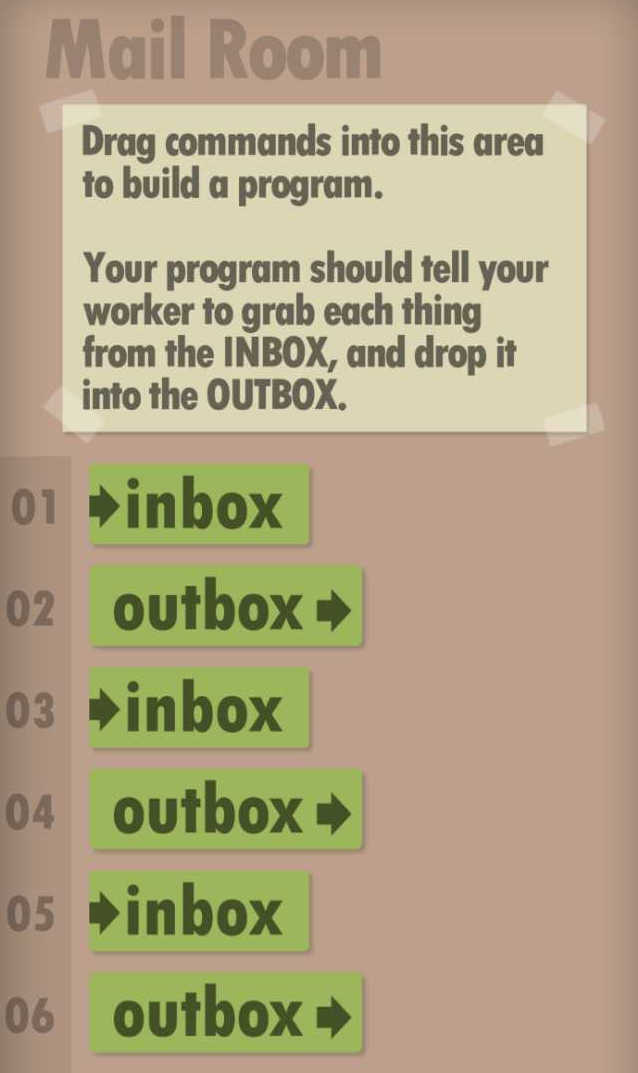 Mail Room
Drag commands into this area
to build a program.
Your program should tell your
worker to grab each thing
from the INBOX, and drop it
into the OUTBOX.
01 inbox
02 outbox
03 inbox
04 outbox
05 inbox
06 outbox